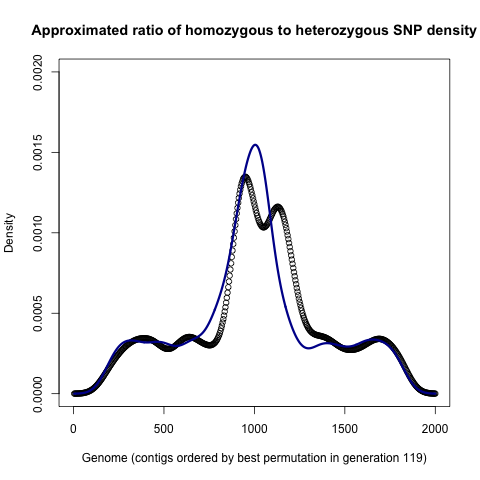 Approximated ratio of homozygous to heterozygous SNP density
0.0020
0.0015
0.0010
0.0005
0.0000
Density
0 500 1000 1500 2000
Genome (contigs ordered by best permutation in generation 119)